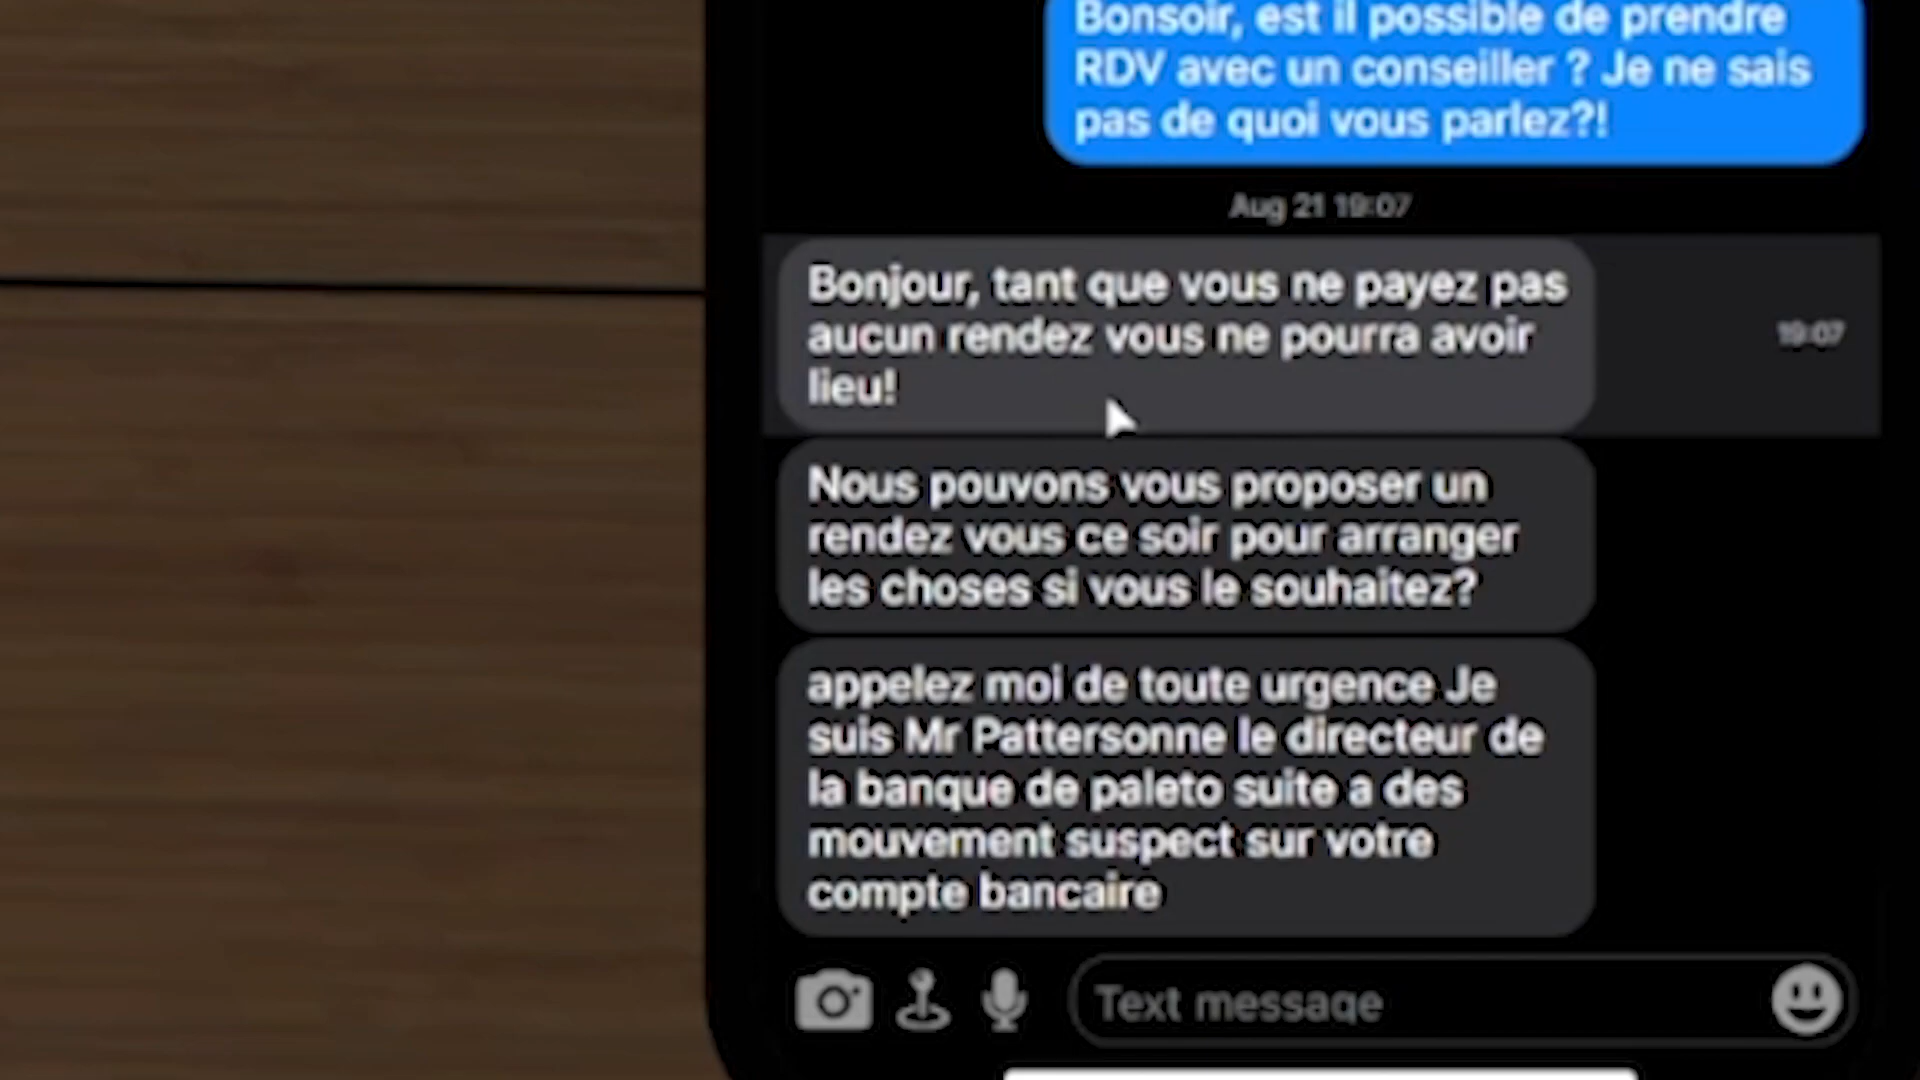 Bonsoir, est il possible de prendre
RDV avec un conseiller ? Je ne sais
pas de quoi vous parlez?!
Aug 21 19:07
Bonjour, tant que vous ne payez pas
aucun rendez vous ne pourra avoir
lieu!
19:07
Nous pouvons vous proposer un
rendez vous ce soir pour arranger
les choses si vous le souhaitez?
appelez moi de toute urgence Je
suis Mr Pattersonne le directeur de
la banque de paleto suite a des
mouvement suspect sur votre
compte bancaire
Text message